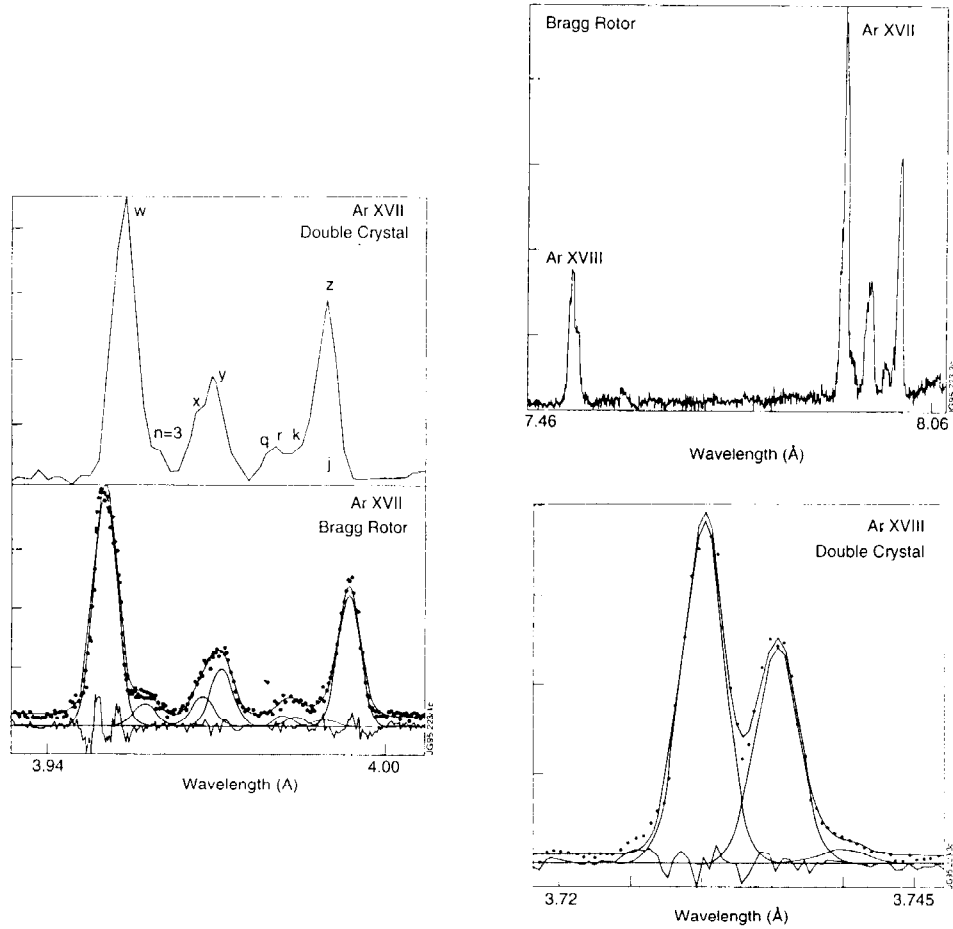 Ar XVII
Double Crystal
w
n=3
x
y
q
r
k
z
j
Ar XVII
Bragg Rotor
3.94
4.00
Wavelength (A)
Bragg Rotor
Ar XVII
Ar XVIII
7.46
8.06
Wavelength (Å)
Ar XVIII
Double Crystal
3.72
3.745
Wavelength (Å)